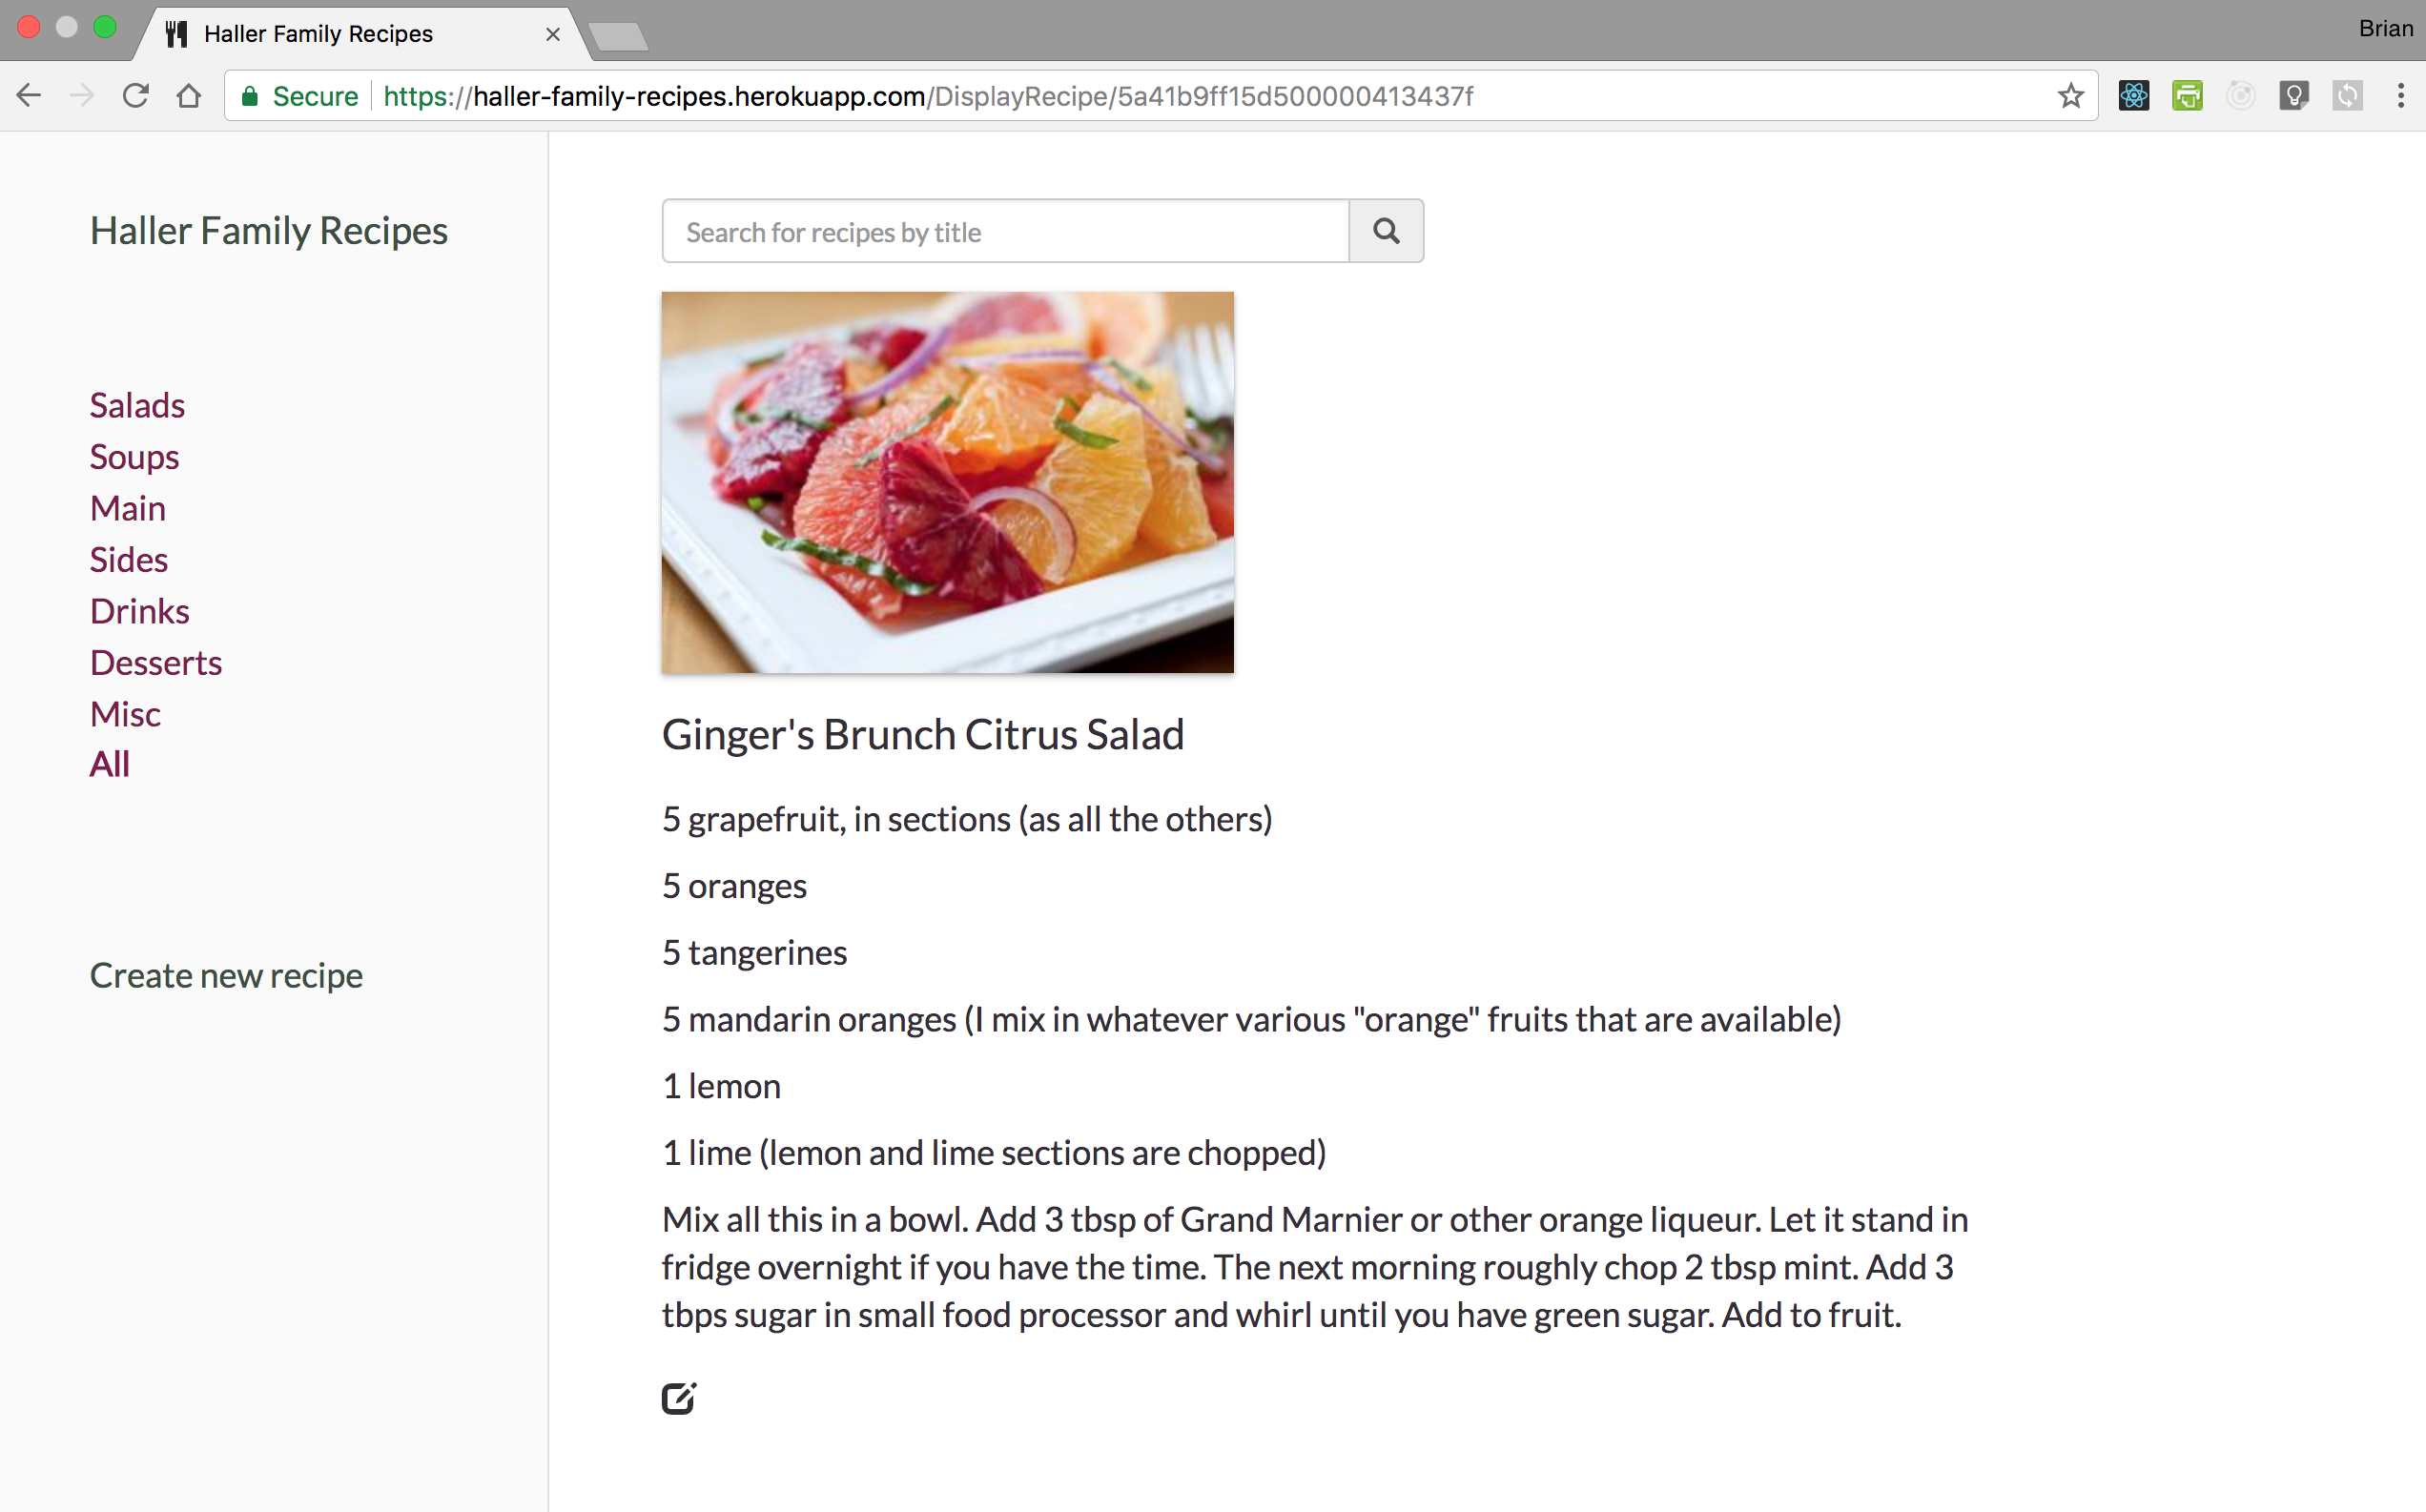 Haller Family Recipes
Brian
Secure https://haller-family-recipes.herokuapp.com/DisplayRecipe/5a41b9ff15d500000413437f
Haller Family Recipes
Salads
Soups
Main
Sides
Drinks
Desserts
Misc
All
Create new recipe
Search for recipes by title
Ginger's Brunch Citrus Salad
5 grapefruit, in sections (as all the others)
5 oranges
5 tangerines
5 mandarin oranges (I mix in whatever various "orange" fruits that are available)
1 lemon
1 lime (lemon and lime sections are chopped)
Mix all this in a bowl. Add 3 tbsp of Grand Marnier or other orange liqueur. Let it stand in
fridge overnight if you have the time. The next morning roughly chop 2 tbsp mint. Add 3
tbps sugar in small food processor and whirl until you have green sugar. Add to fruit.